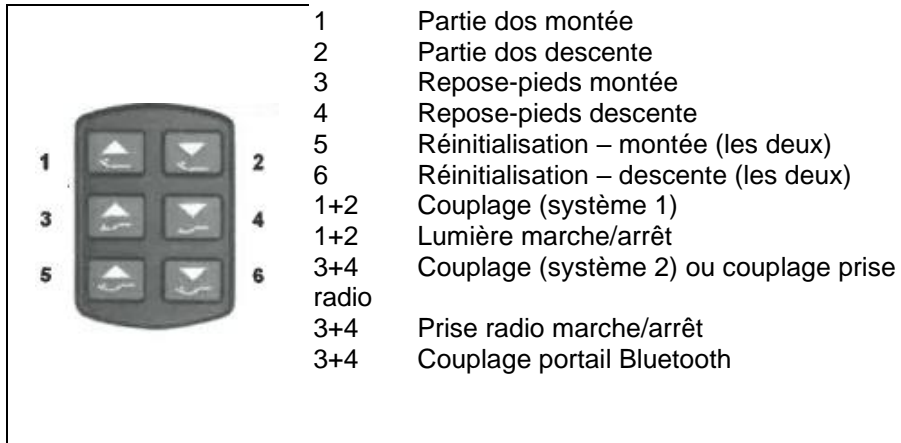 1 Partie dos montée
2 Partie dos descente
3 Repose-pieds montée
4 Repose-pieds descente
5 Réinitialisation – montée (les deux)
6 Réinitialisation – descente (les deux)
1+2 Couplage (système 1)
1+2 Lumière marche/arrêt
3+4 Couplage (système 2) ou couplage prise
radio
3+4 Prise radio marche/arrêt
3+4 Couplage portail Bluetooth
1 2
3 4
5 6